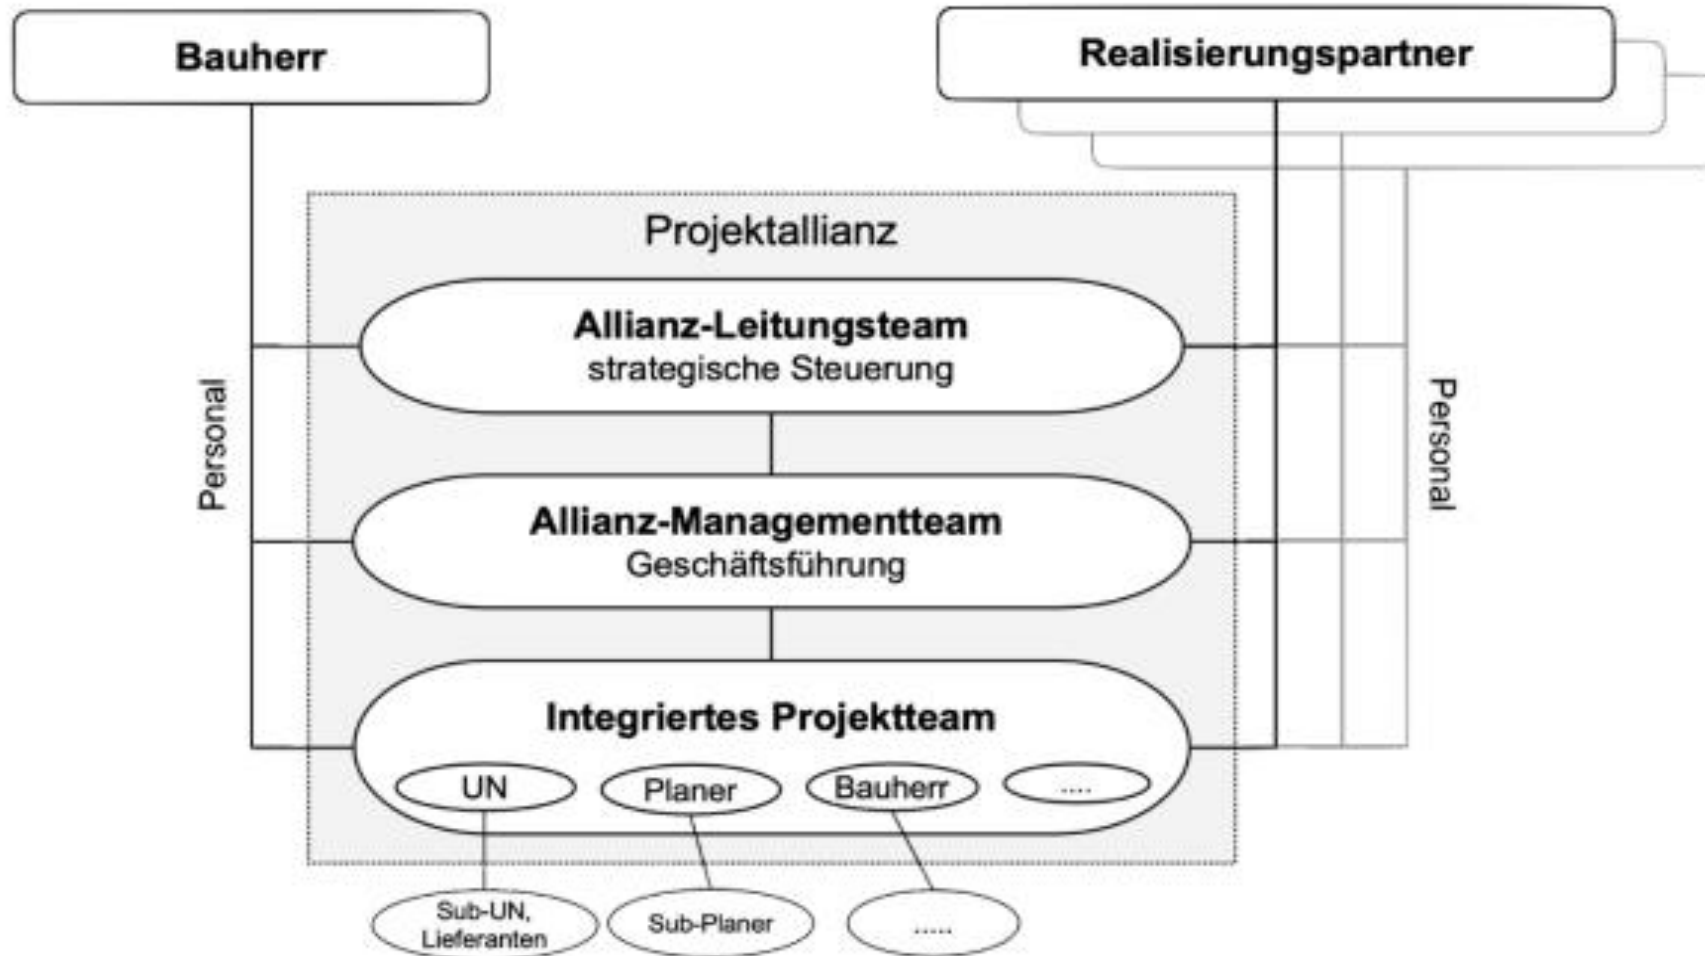 Bauherr
Realisierungspartner
Projektallianz
Allianz-Leitungsteam
strategische Steuerung
Personal
Personal
Allianz-Managementteam
Geschäftsführung
Integriertes Projektteam
UN
Planer
Bauherr
....
Sub-UN,
Lieferanten
Sub-Planer
.....